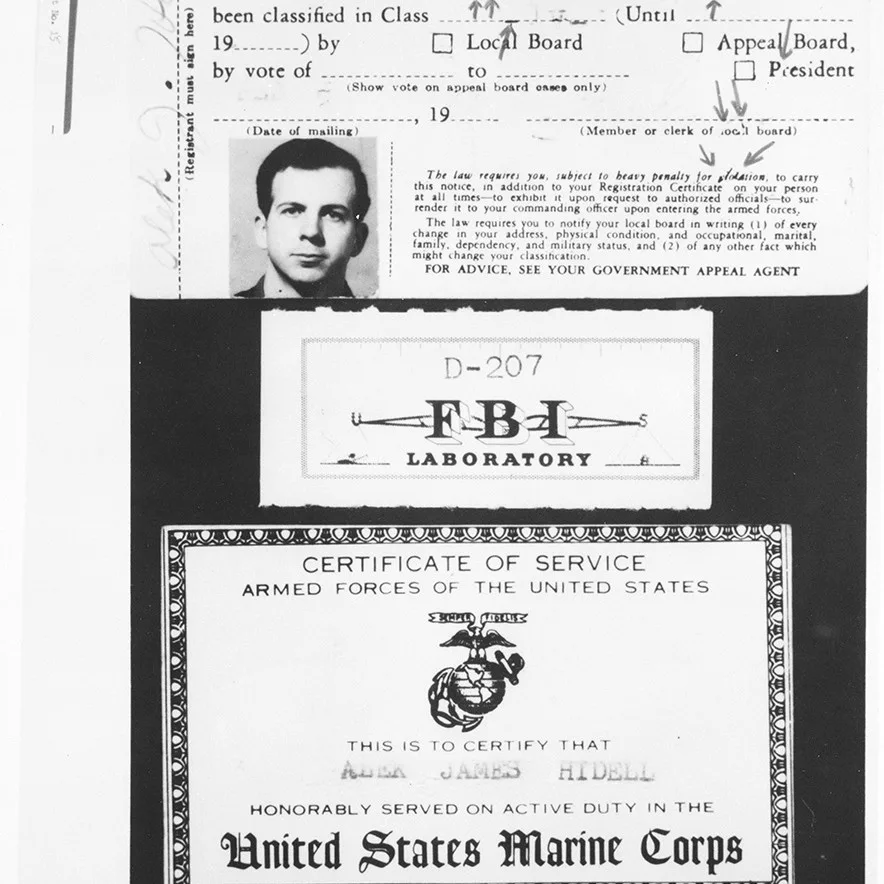 been classified in Class (Until
19 ) by Local Board Appeal Board,
by vote of to President
(Show vote on appeal board cases only)
, 19
(Date of mailing) (Member or clerk of local board)
(Registrant must sign here)
The law requires you, subject to heavy penalty for violation, to carry
this notice, in addition to your Registration Certificate on your person
at all times—to exhibit it upon request to authorized officials—to sur-
render it to your commanding officer upon entering the armed forces.
The law requires you to notify your local board in writing (1) of every
change in your address, physical condition, and occupational, marital,
family, dependency, and military status, and (2) of any other fact which
might change your classification.
FOR ADVICE, SEE YOUR GOVERNMENT APPEAL AGENT
D-207
U FBI S
LABORATORY
CERTIFICATE OF SERVICE
ARMED FORCES OF THE UNITED STATES
SEMPER FIDELIS
THIS IS TO CERTIFY THAT
ALEK JAMES HIDELL
HONORABLY SERVED ON ACTIVE DUTY IN THE
United States Marine Corps